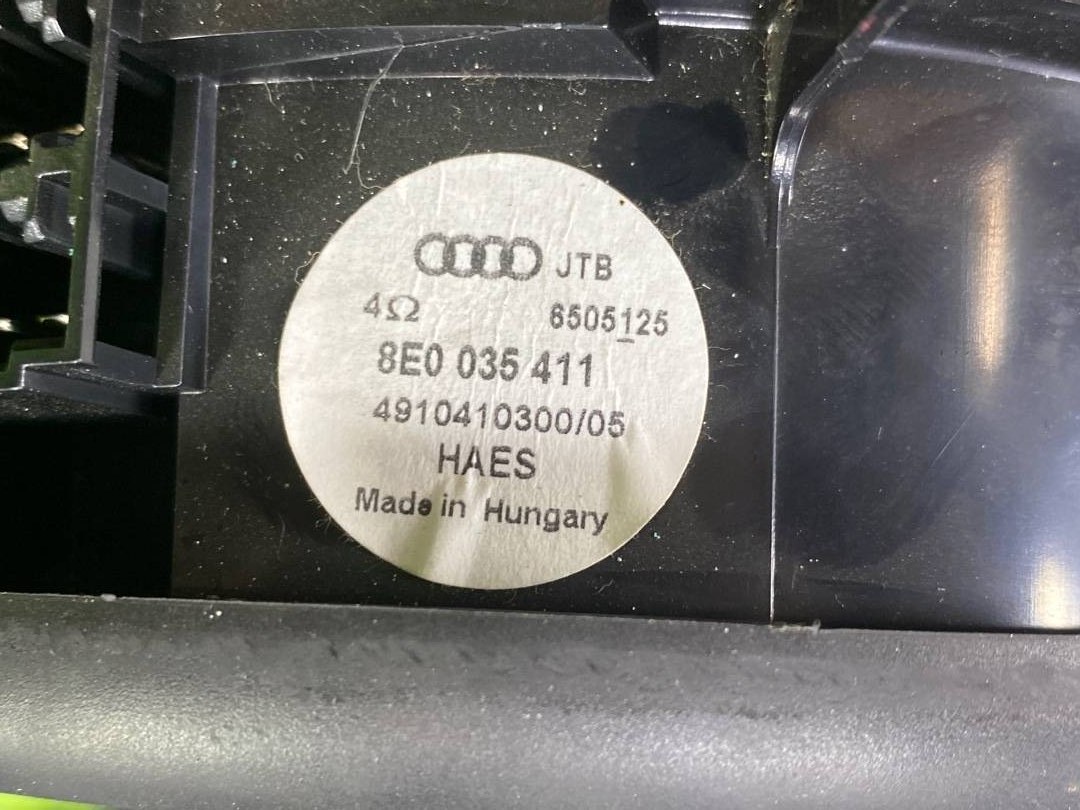 JTB
4Ω 6505125
8E0 035 411
4910410300/05
HAES
Made in Hungary